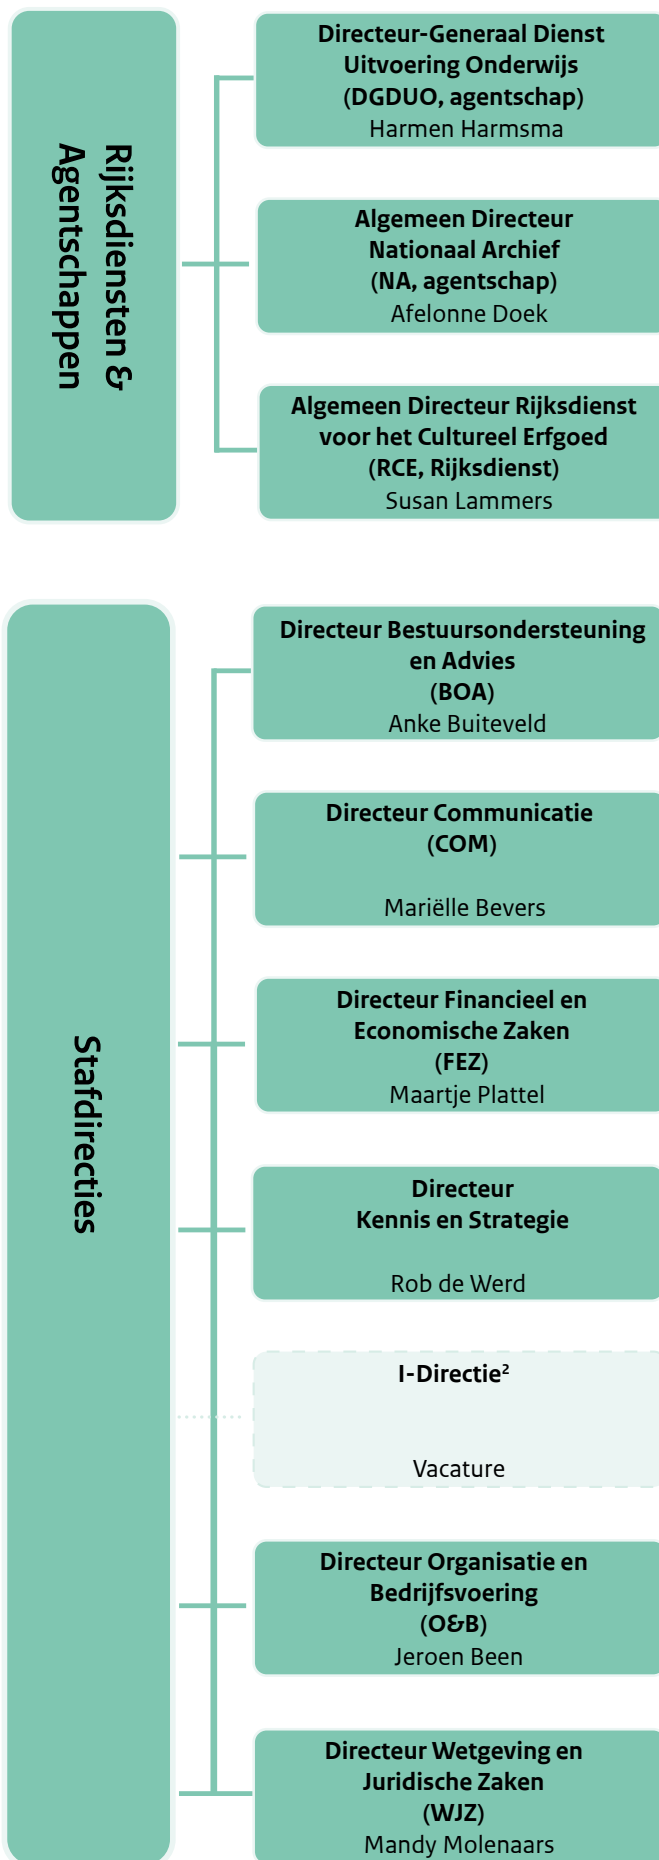 Rijksdiensten &
Agentschappen
Directeur-Generaal Dienst
Uitvoering Onderwijs
(DGDUO, agentschap)
Harmen Harmsma
Algemeen Directeur
Nationaal Archief
(NA, agentschap)
Afelonne Doek
Algemeen Directeur Rijksdienst
voor het Cultureel Erfgoed
(RCE, Rijksdienst)
Susan Lammers
Stafdirecties
Directeur Bestuursondersteuning
en Advies
(BOA)
Anke Buiteveld
Directeur Communicatie
(COM)
Mariëlle Bevers
Directeur Financieel en
Economische Zaken
(FEZ)
Maartje Plattel
Directeur
Kennis en Strategie
Rob de Werd
I-Directie²
Vacature
Directeur Organisatie en
Bedrijfsvoering
(O&B)
Jeroen Been
Directeur Wetgeving en
Juridische Zaken
(WJZ)
Mandy Molenaars